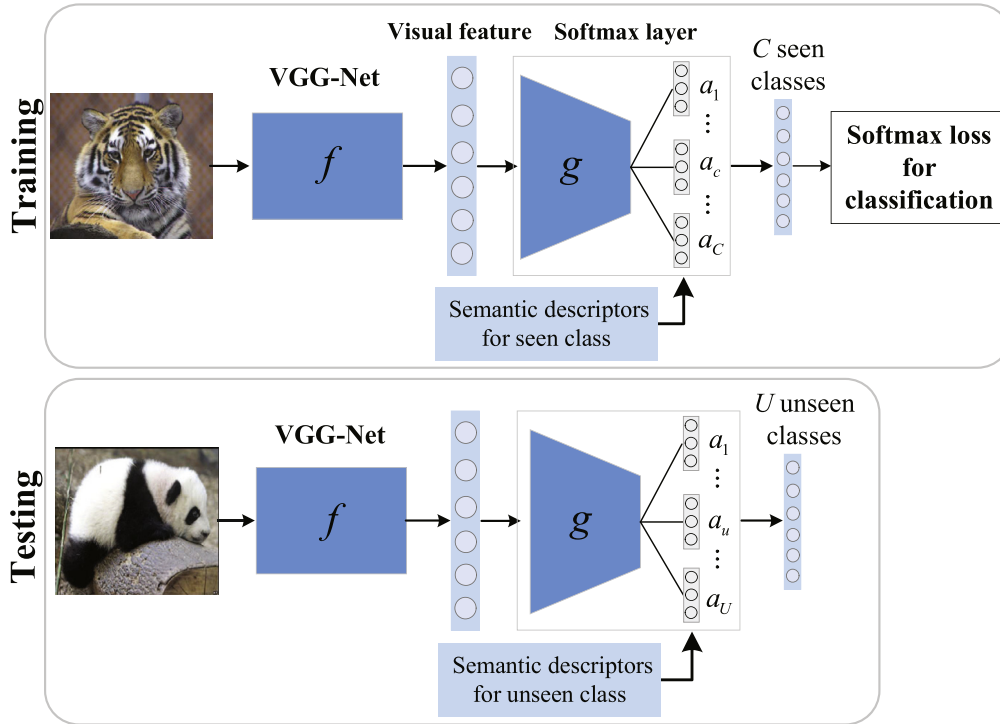 Training
Visual feature
Softmax layer
VGG-Net
C seen
classes
f
g
a1
...
ac
...
aC
Softmax loss
for
classification
Semantic descriptors
for seen class
Testing
VGG-Net
U unseen
classes
f
g
a1
...
au
...
aU
Semantic descriptors
for unseen class